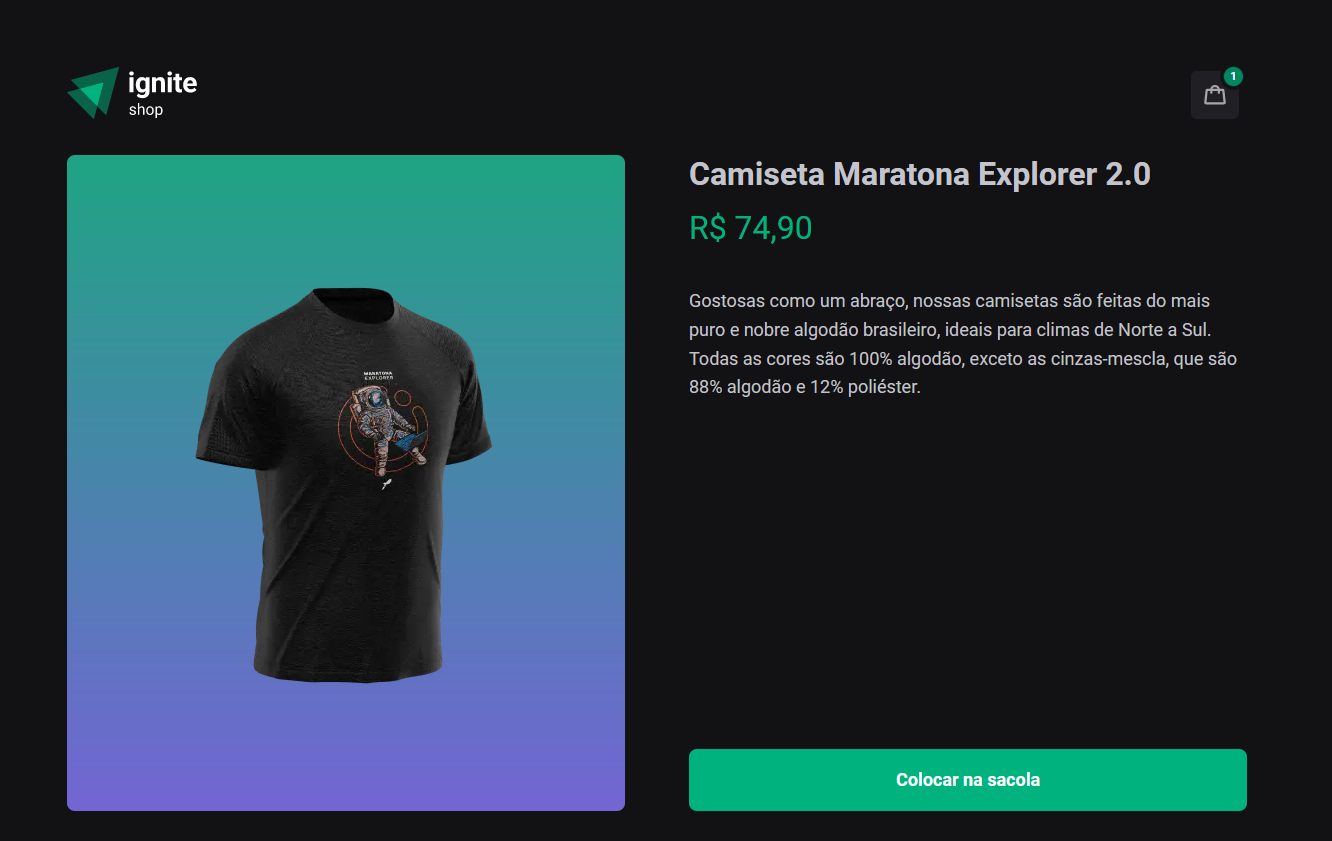 ignite
shop
1
Camiseta Maratona Explorer 2.0
R$ 74,90
Gostosas como um abraço, nossas camisetas são feitas do mais
puro e nobre algodão brasileiro, ideais para climas de Norte a Sul.
Todas as cores são 100% algodão, exceto as cinzas-mescla, que são
88% algodão e 12% poliéster.
MARATONA
EXPLORER
Colocar na sacola